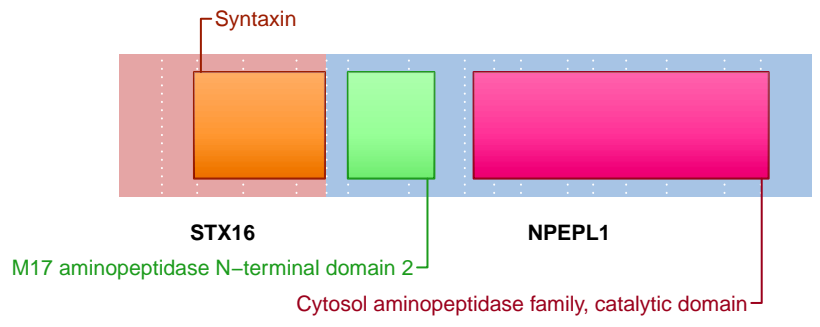 Syntaxin
STX16
NPEPL1
M17 aminopeptidase N−terminal domain 2
Cytosol aminopeptidase family, catalytic domain